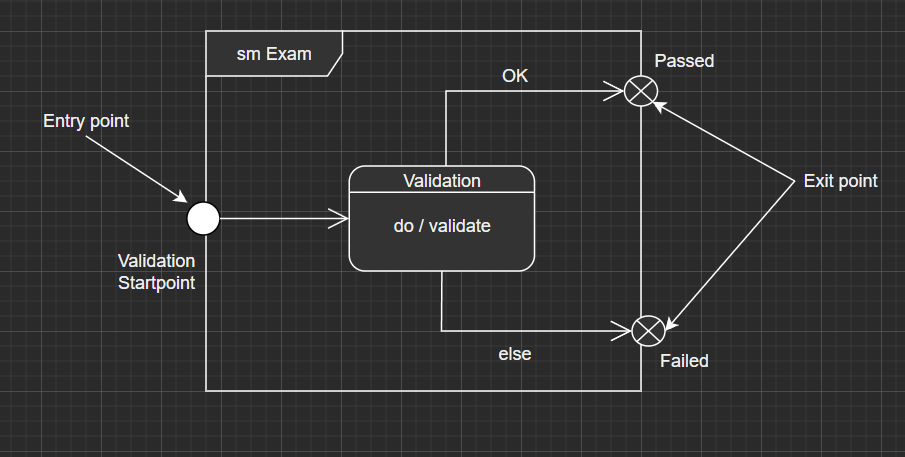 sm Exam
Passed
OK
Entry point
Validation
Exit point
do / validate
Validation
Startpoint
else
Failed